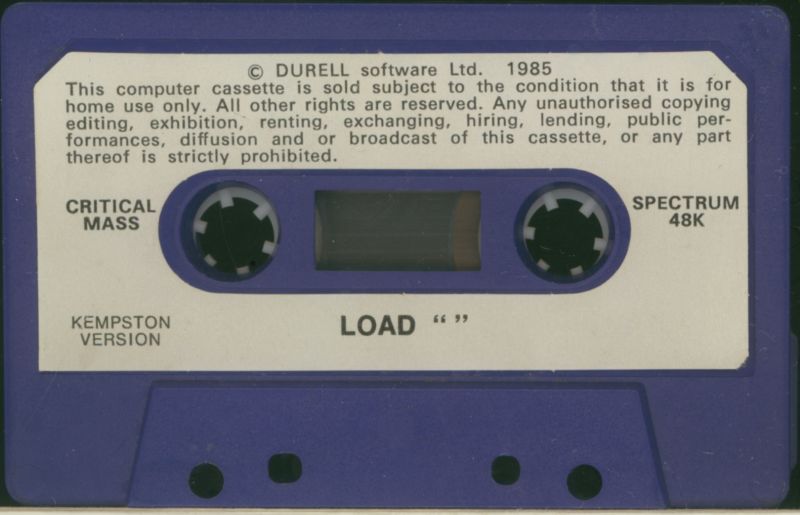 © DURELL software Ltd. 1985
This computer cassette is sold subject to the condition that it is for
home use only. All other rights are reserved. Any unauthorised copying
editing, exhibition, renting, exchanging, hiring, lending, public per-
formances, diffusion and or broadcast of this cassette, or any part
thereof is strictly prohibited.
CRITICAL
MASS
SPECTRUM
48K
KEMPSTON
VERSION
LOAD “ ”